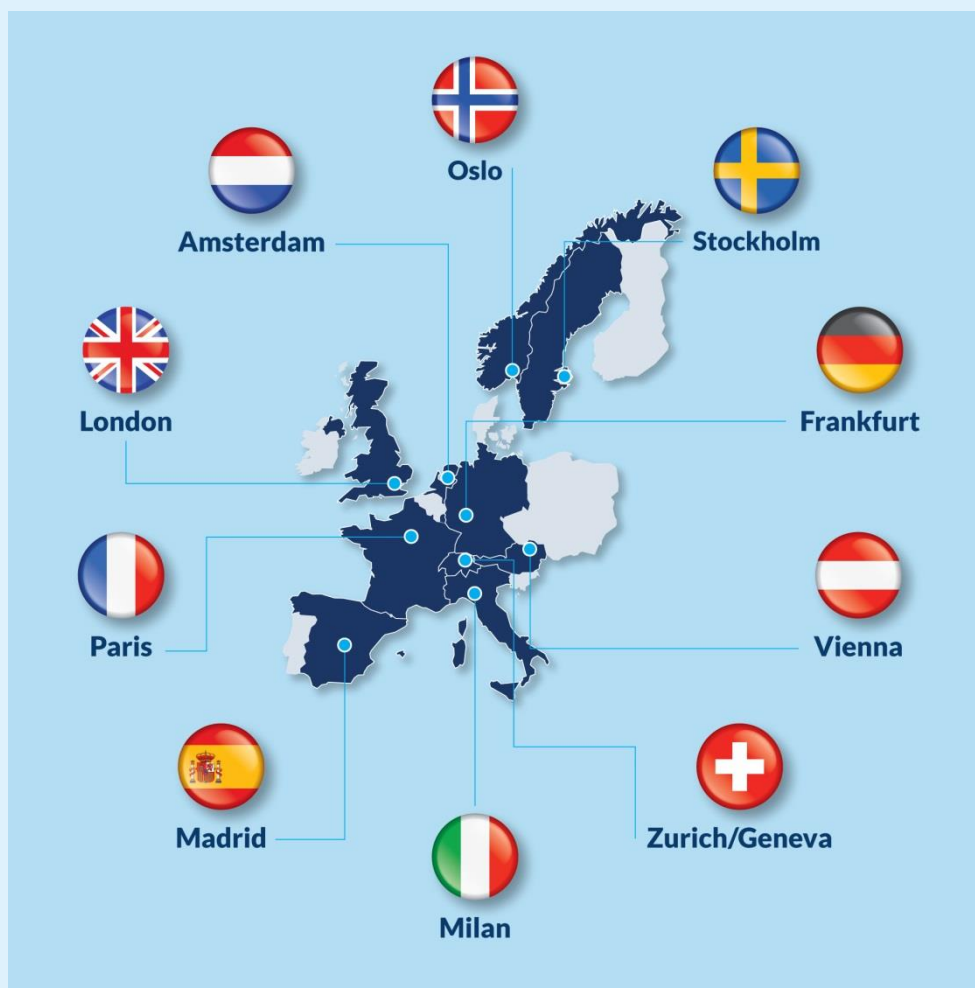 Oslo
Amsterdam
Stockholm
London
Frankfurt
Paris
Vienna
Madrid
Zurich/Geneva
Milan